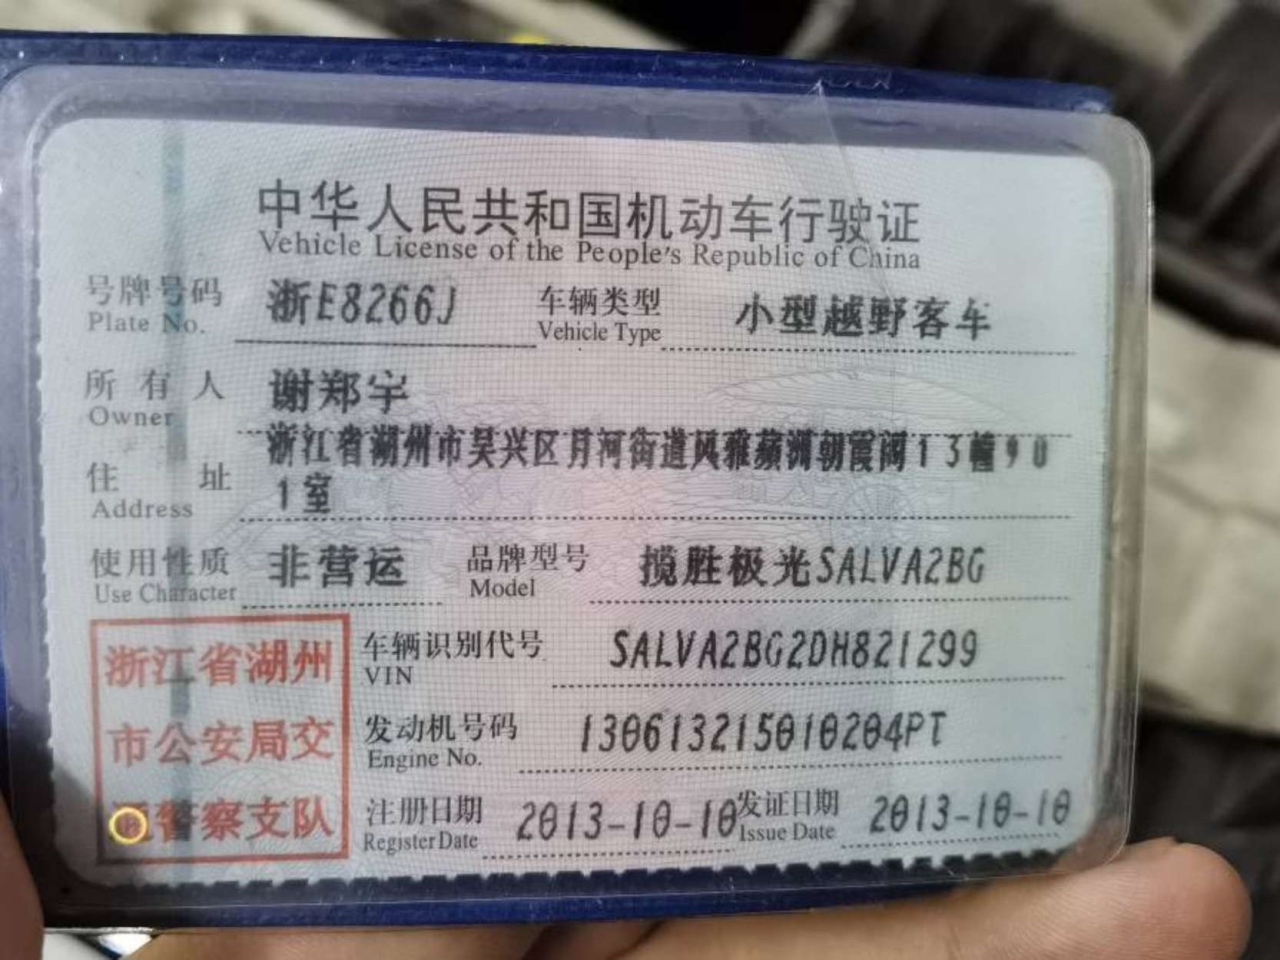 中华人民共和国机动车行驶证
Vehicle License of the People's Republic of China
号牌号码 浙E8266J 车辆类型 小型越野客车
Plate No. Vehicle Type
所有人 谢郑宇
Owner
浙江省湖州市吴兴区月河街道风雅蘋洲朝霞阁13幢90
住址 1室
Address
使用性质 非营运 品牌型号 揽胜极光SALVA2BG
Use Character Model
浙江省湖州
市公安局交
通警察支队
车辆识别代号 SALVA2BG2DH821299
VIN
发动机号码 130613215010204PT
Engine No.
注册日期 2013-10-10 发证日期 2013-10-10
Register Date Issue Date